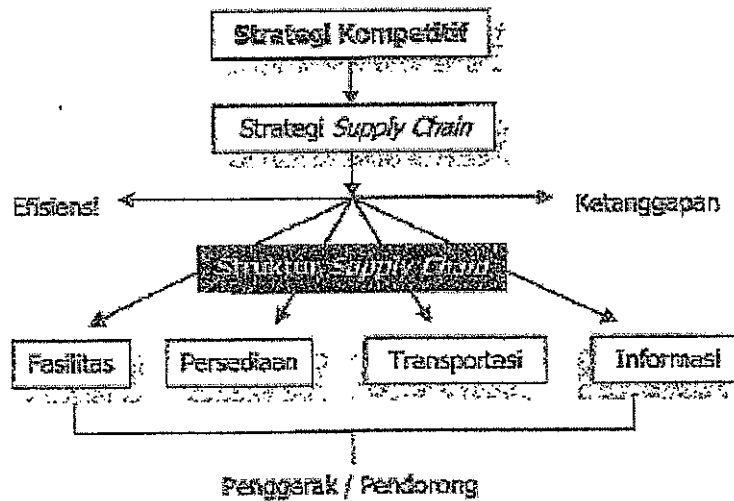 Strategi Kompetitif
Strategi Supply Chain
Efisiensi
Ketanggapan
Struktur Supply Chain
Fasilitas
Persediaan
Transportasi
Informasi
Penggerak / Pendorong